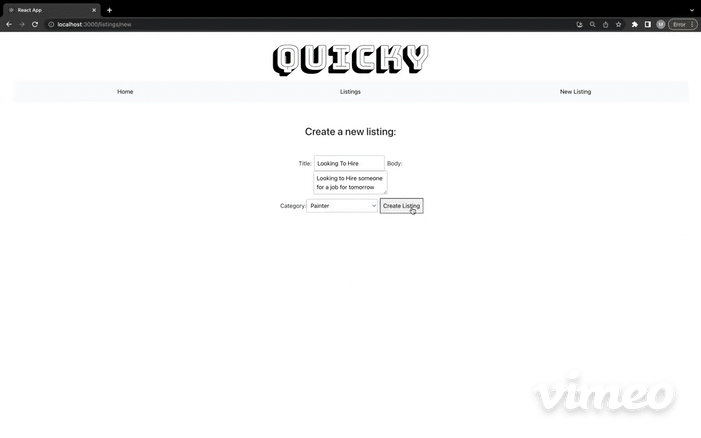 React App
localhost:3000/listings/new
M
Error
QUICKY
Home Listings New Listing
Create a new listing:
Title: Looking To Hire Body:
Looking to Hire someone
for a job for tomorrow
Category: Painter Create Listing
vimeo